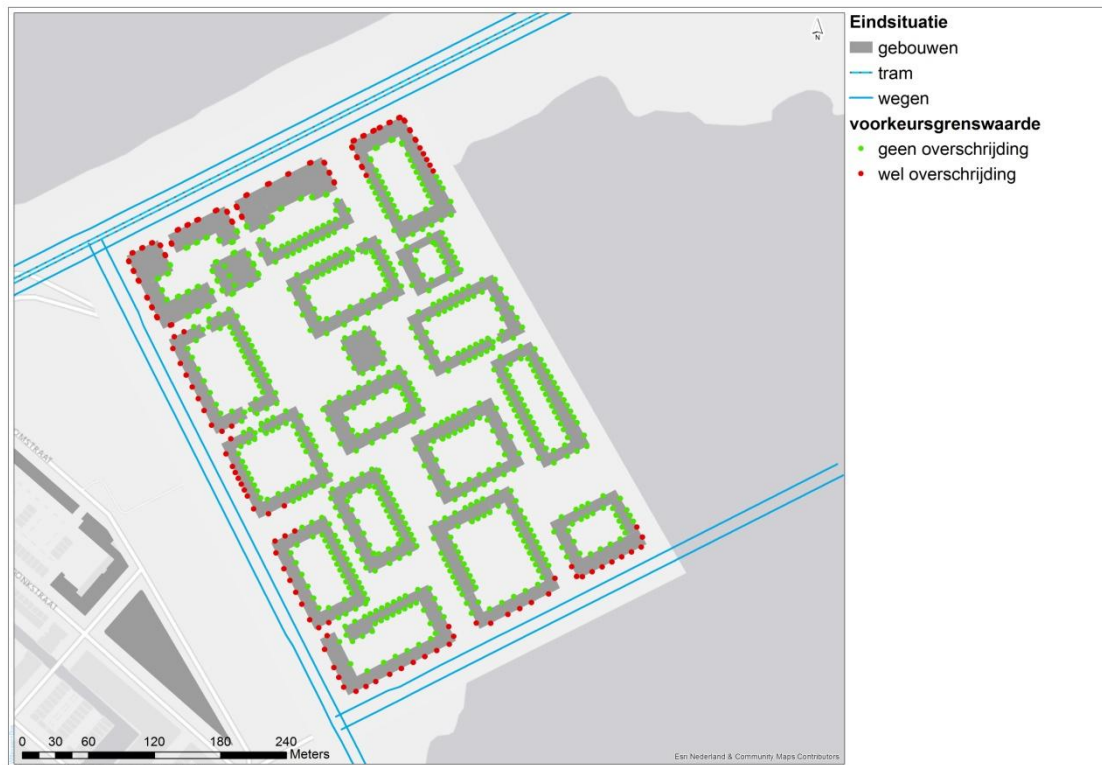 Eindsituatie
gebouwen
tram
wegen
voorkeursgrenswaarde
geen overschrijding
wel overschrijding
N
0 30 60 120 180 240
Meters
Esri Nederland & Community Maps Contributors